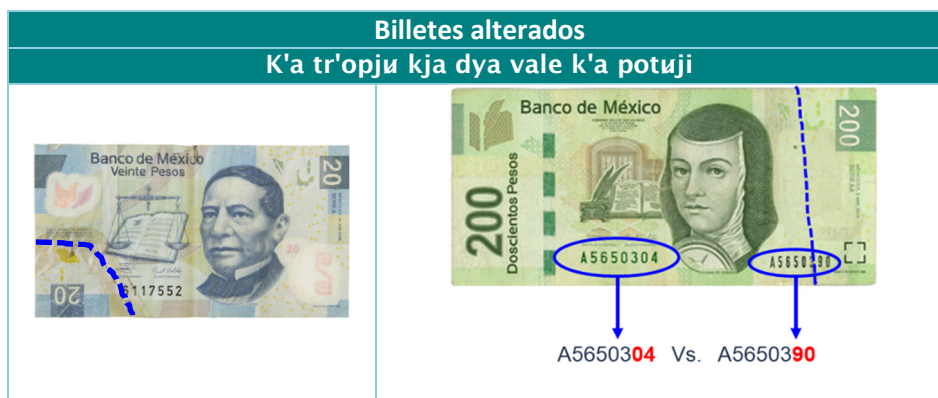 Billetes alterados
K'a tr'opjʉ kja dya vale k'a potʉji
Banco de México
Veinte Pesos
20
20
20
6117552
Banco de México
200
200
Doscientos Pesos
A5650304
A5650390
A5650304 Vs. A5650390